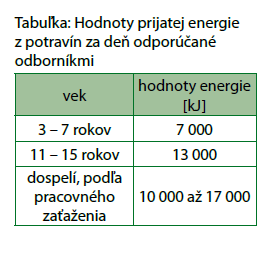 Tabuľka: Hodnoty prijatej energie
z potravín za deň odporúčané
odborníkmi
vek
hodnoty energie
[kJ]
3 – 7 rokov
7 000
11 – 15 rokov
13 000
dospelí, podľa
pracovného
zaťaženia
10 000 až 17 000